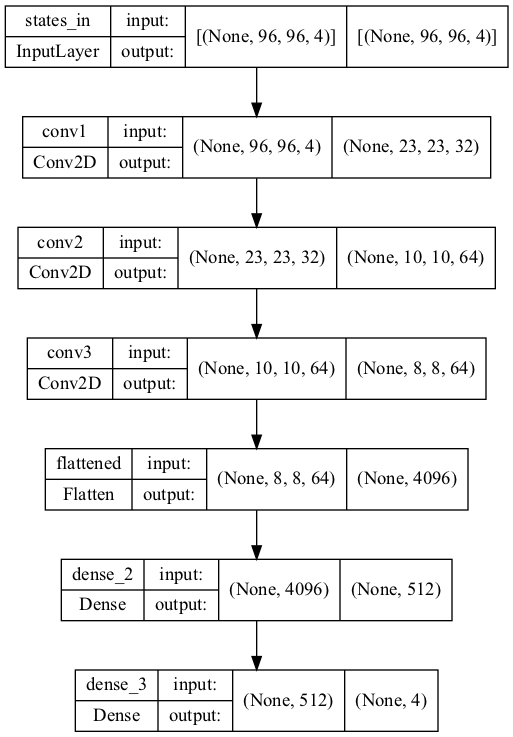 states_in input: [(None, 96, 96, 4)] [(None, 96, 96, 4)]
InputLayer output:
conv1 input: (None, 96, 96, 4) (None, 23, 23, 32)
Conv2D output:
conv2 input: (None, 23, 23, 32) (None, 10, 10, 64)
Conv2D output:
conv3 input: (None, 10, 10, 64) (None, 8, 8, 64)
Conv2D output:
flattened input: (None, 8, 8, 64) (None, 4096)
Flatten output:
dense_2 input: (None, 4096) (None, 512)
Dense output:
dense_3 input: (None, 512) (None, 4)
Dense output: